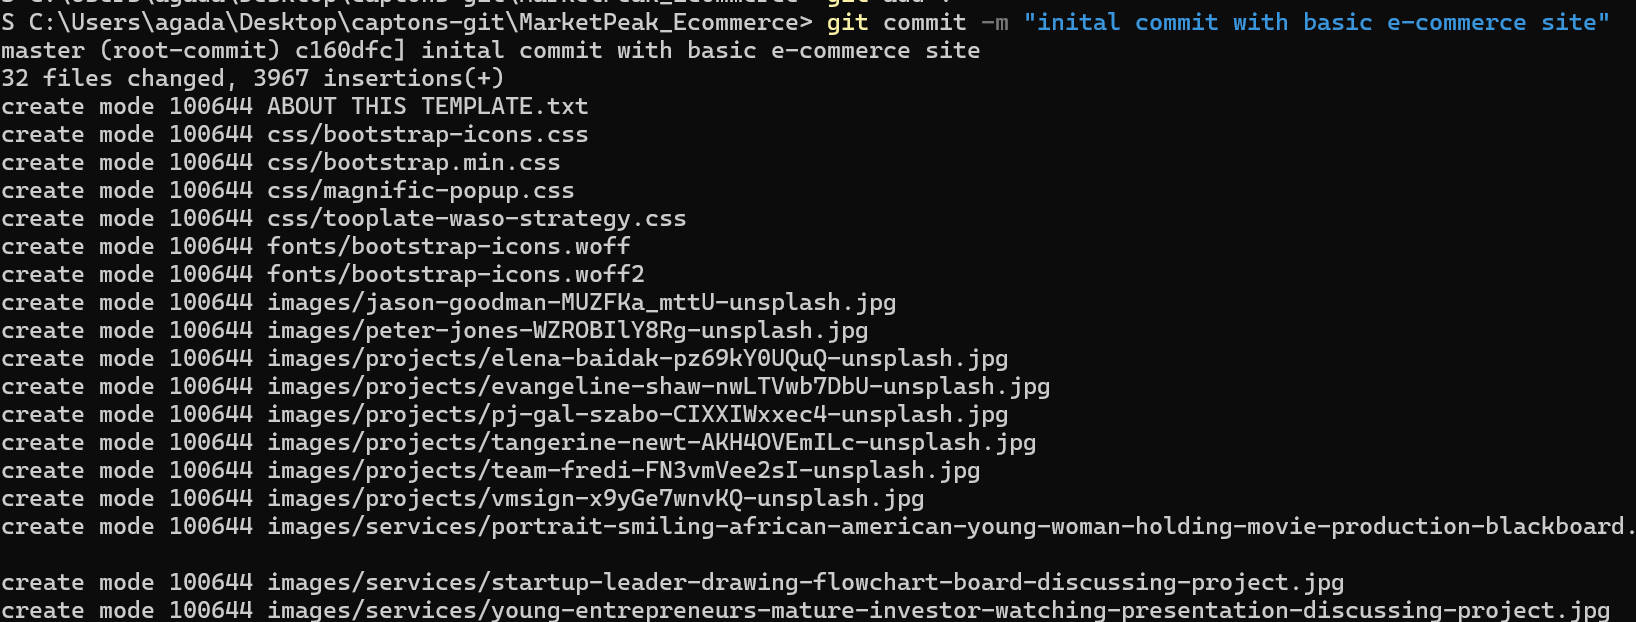 S C:\Users\agada\Desktop\captons-git\MarketPeak_Ecommerce> git commit -m "inital commit with basic e-commerce site"
master (root-commit) c160dfc] inital commit with basic e-commerce site
32 files changed, 3967 insertions(+)
create mode 100644 ABOUT THIS TEMPLATE.txt
create mode 100644 css/bootstrap-icons.css
create mode 100644 css/bootstrap.min.css
create mode 100644 css/magnific-popup.css
create mode 100644 css/tooplate-waso-strategy.css
create mode 100644 fonts/bootstrap-icons.woff
create mode 100644 fonts/bootstrap-icons.woff2
create mode 100644 images/jason-goodman-MUZFKa_mttU-unsplash.jpg
create mode 100644 images/peter-jones-WZROBIlY8Rg-unsplash.jpg
create mode 100644 images/projects/elena-baidak-pz69kY0UQuQ-unsplash.jpg
create mode 100644 images/projects/evangeline-shaw-nwLTVwb7DbU-unsplash.jpg
create mode 100644 images/projects/pj-gal-szabo-CIXXIWxxec4-unsplash.jpg
create mode 100644 images/projects/tangerine-newt-AKH4OVEmILc-unsplash.jpg
create mode 100644 images/projects/team-fredi-FN3vmVee2sI-unsplash.jpg
create mode 100644 images/projects/vmsign-x9yGe7wnvKQ-unsplash.jpg
create mode 100644 images/services/portrait-smiling-african-american-young-woman-holding-movie-production-blackboard.
create mode 100644 images/services/startup-leader-drawing-flowchart-board-discussing-project.jpg
create mode 100644 images/services/young-entrepreneurs-mature-investor-watching-presentation-discussing-project.jpg